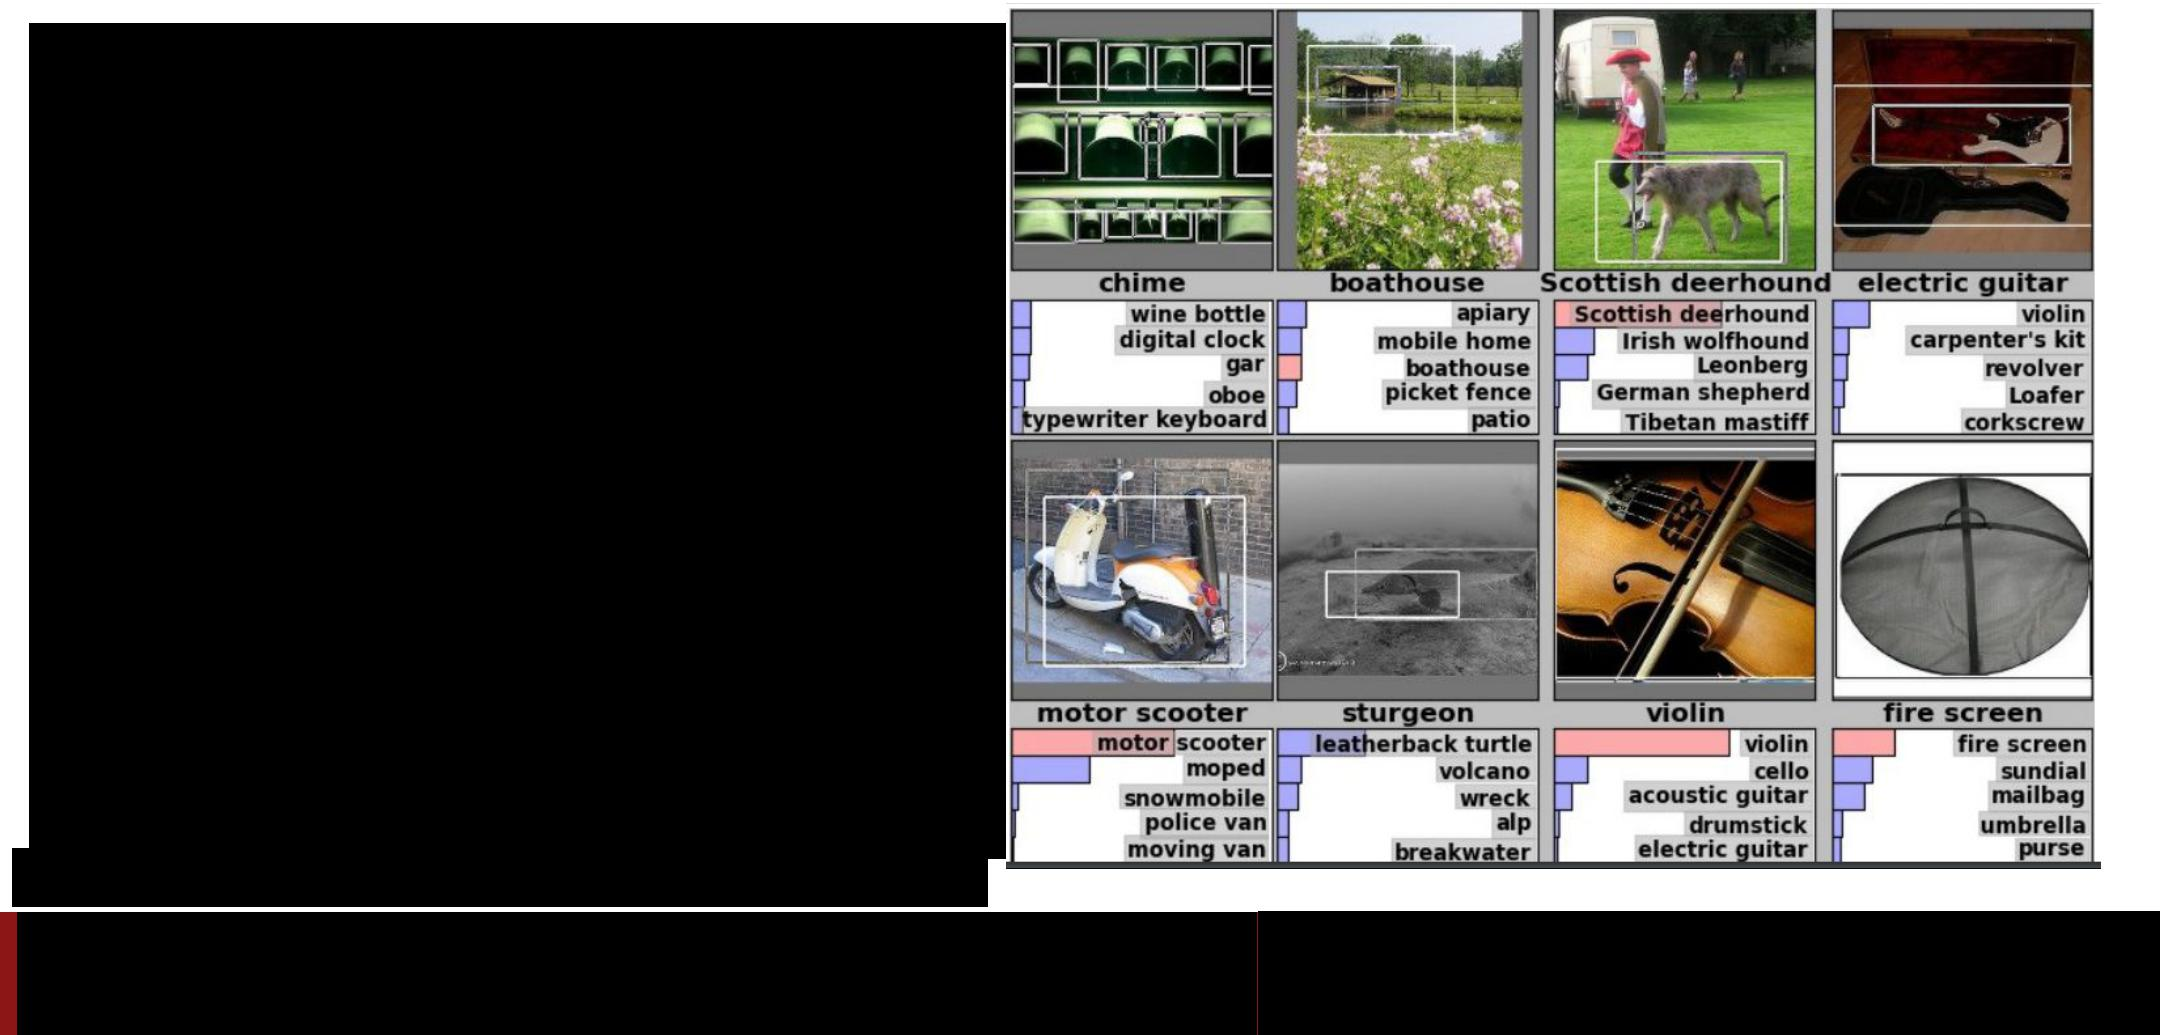 chime
boathouse
Scottish deerhound
electric guitar
wine bottle
digital clock
gar
oboe
typewriter keyboard
apiary
mobile home
boathouse
picket fence
patio
Scottish deerhound
Irish wolfhound
Leonberg
German shepherd
Tibetan mastiff
violin
carpenter's kit
revolver
Loafer
corkscrew
motor scooter
sturgeon
violin
fire screen
motor scooter
moped
snowmobile
police van
moving van
leatherback turtle
volcano
wreck
alp
breakwater
violin
cello
acoustic guitar
drumstick
electric guitar
fire screen
sundial
mailbag
umbrella
purse